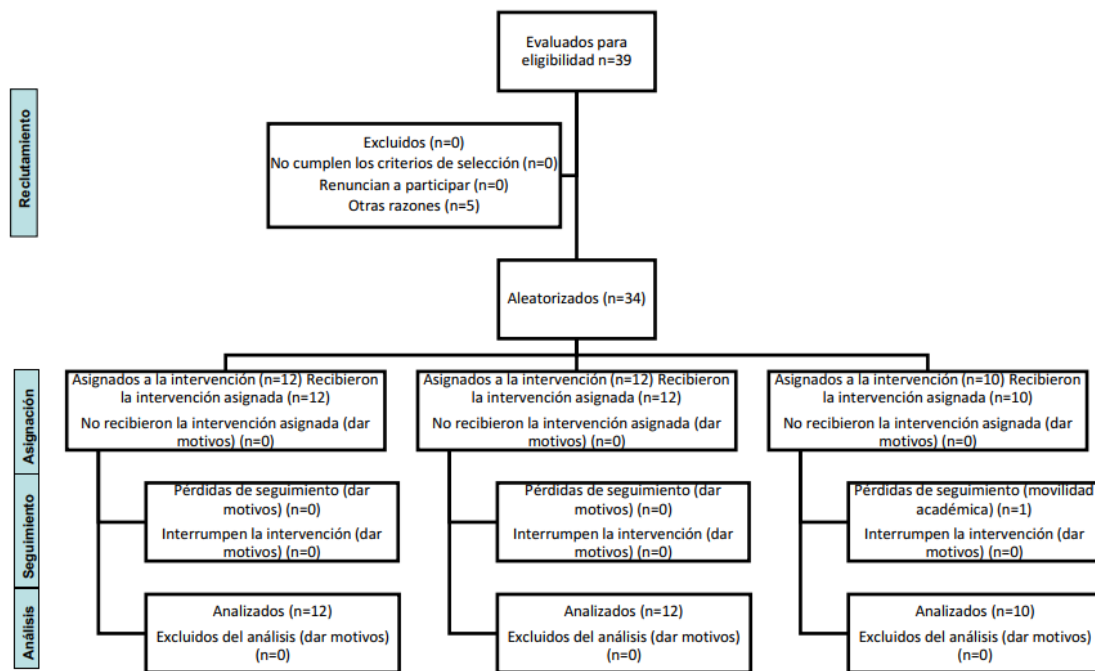 Evaluados para
eligibilidad n=39
Reclutamiento
Excluidos (n=0)
No cumplen los criterios de selección (n=0)
Renuncian a participar (n=0)
Otras razones (n=5)
Aleatorizados (n=34)
Asignación
Asignados a la intervención (n=12) Recibieron
la intervención asignada (n=12)
No recibieron la intervención asignada (dar
motivos) (n=0)
Asignados a la intervención (n=12) Recibieron
la intervención asignada (n=12)
No recibieron la intervención asignada (dar
motivos) (n=0)
Asignados a la intervención (n=10) Recibieron
la intervención asignada (n=10)
No recibieron la intervención asignada (dar
motivos) (n=0)
Seguimiento
Pérdidas de seguimiento (dar
motivos) (n=0)
Interrumpen la intervención (dar
motivos) (n=0)
Pérdidas de seguimiento (dar
motivos) (n=0)
Interrumpen la intervención (dar
motivos) (n=0)
Pérdidas de seguimiento (movilidad
académica) (n=1)
Interrumpen la intervención (dar
motivos) (n=0)
Análisis
Analizados (n=12)
Excluidos del análisis (dar motivos)
(n=0)
Analizados (n=12)
Excluidos del análisis (dar motivos)
(n=0)
Analizados (n=10)
Excluidos del análisis (dar motivos)
(n=0)